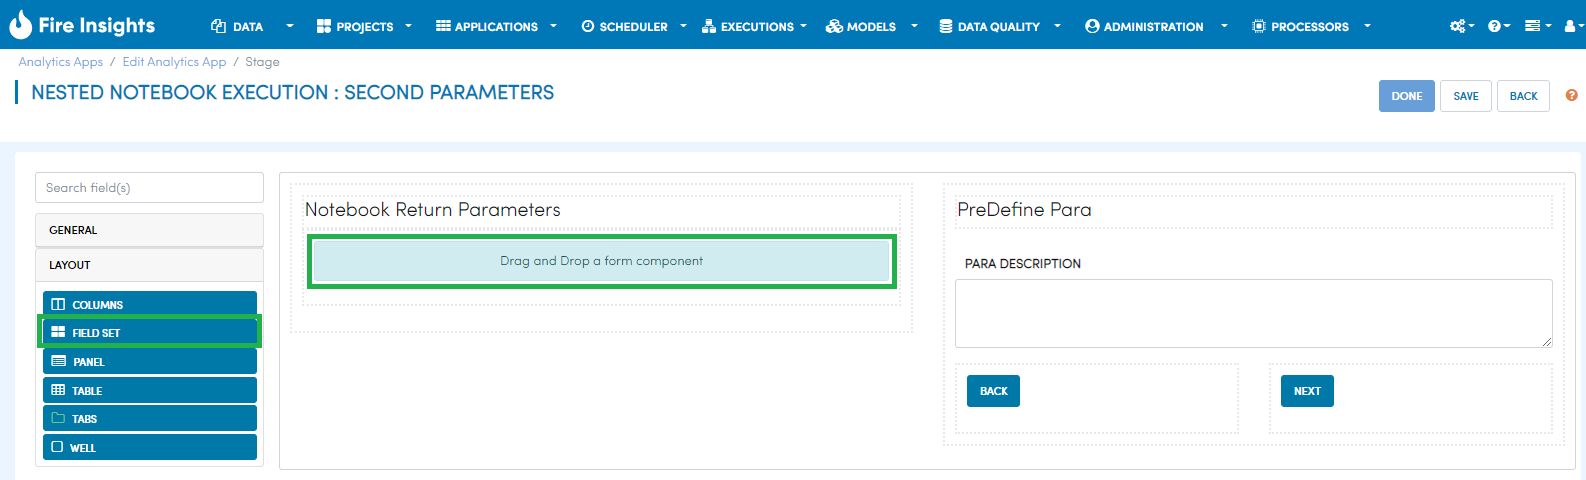 Fire Insights DATA PROJECTS APPLICATIONS SCHEDULER EXECUTIONS MODELS DATA QUALITY ADMINISTRATION PROCESSORS
Analytics Apps / Edit Analytics App / Stage
NESTED NOTEBOOK EXECUTION : SECOND PARAMETERS
DONE SAVE BACK
Search field(s)
GENERAL
LAYOUT
COLUMNS
FIELD SET
PANEL
TABLE
TABS
WELL
Notebook Return Parameters
Drag and Drop a form component
PreDefine Para
PARA DESCRIPTION
BACK NEXT